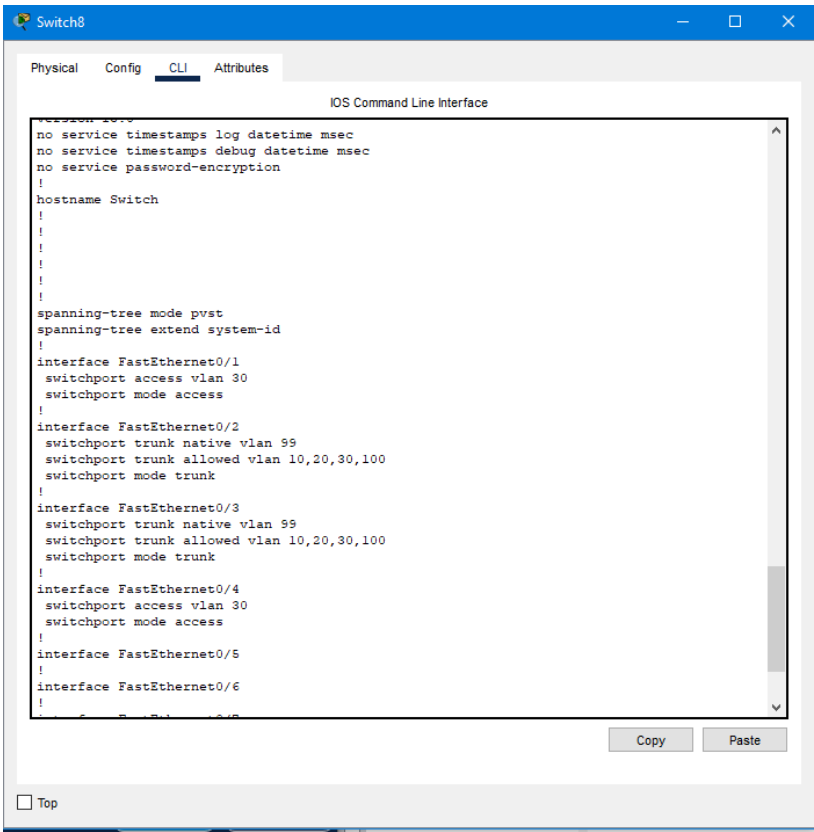 Switch8
Physical Config CLI Attributes
IOS Command Line Interface
no service timestamps log datetime msec
no service timestamps debug datetime msec
no service password-encryption
!
hostname Switch
!
!
!
!
!
!
spanning-tree mode pvst
spanning-tree extend system-id
!
interface FastEthernet0/1
switchport access vlan 30
switchport mode access
!
interface FastEthernet0/2
switchport trunk native vlan 99
switchport trunk allowed vlan 10,20,30,100
switchport mode trunk
!
interface FastEthernet0/3
switchport trunk native vlan 99
switchport trunk allowed vlan 10,20,30,100
switchport mode trunk
!
interface FastEthernet0/4
switchport access vlan 30
switchport mode access
!
interface FastEthernet0/5
!
interface FastEthernet0/6
!
Copy Paste
Top